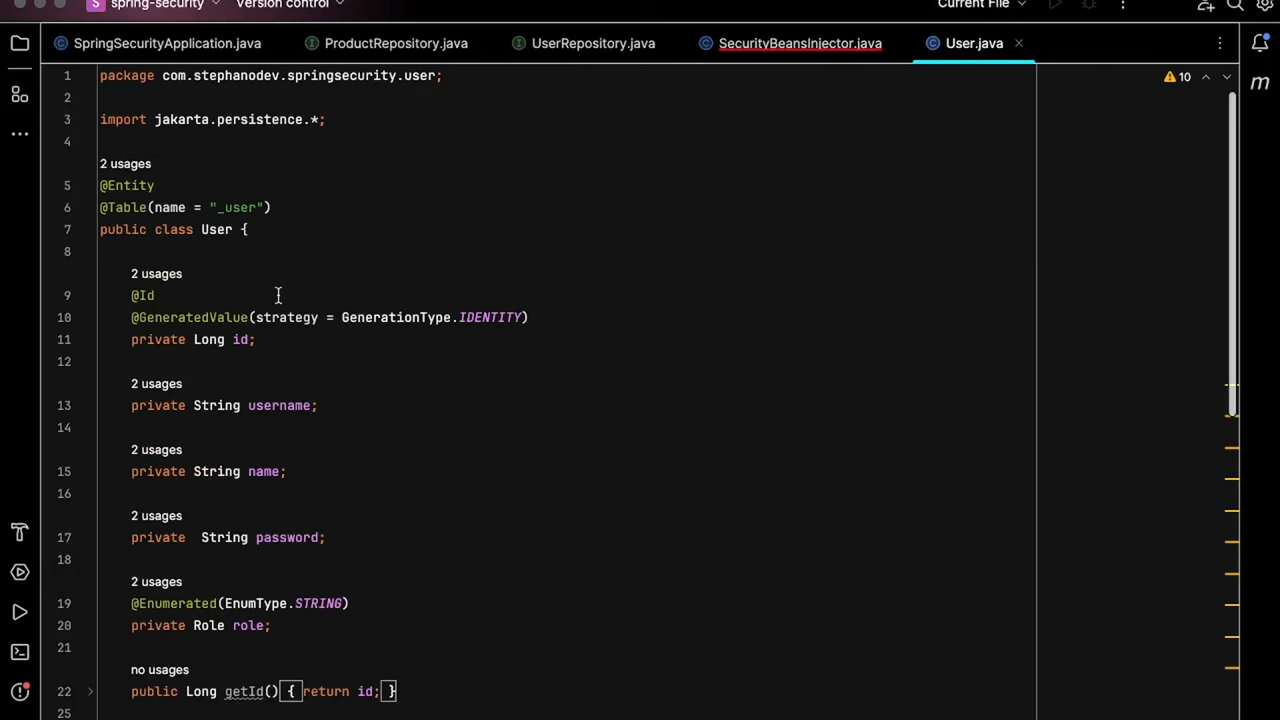 S spring-security Version control Current File
SpringSecurityApplication.java ProductRepository.java UserRepository.java SecurityBeansInjector.java User.java
1 package com.stephanodev.springsecurity.user; 10
2
3 import jakarta.persistence.*;
4
2 usages
5 @Entity
6 @Table(name = "_user")
7 public class User {
8
2 usages
9 @Id
10 @GeneratedValue(strategy = GenerationType.IDENTITY)
11 private Long id;
12
2 usages
13 private String username;
14
2 usages
15 private String name;
16
2 usages
17 private  String password;
18
2 usages
19 @Enumerated(EnumType.STRING)
20 private Role role;
21
no usages
22 public Long getId() { return id; }
25
m